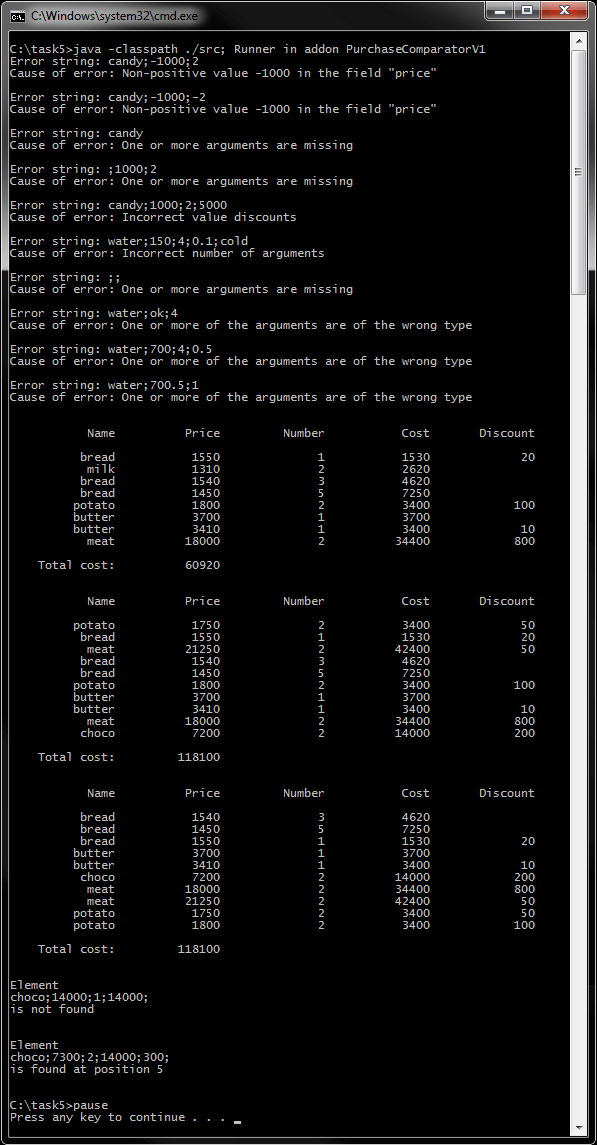 C:\Windows\system32\cmd.exe
C:\task5>java -classpath ./src; Runner in addon PurchaseComparatorV1
Error string: candy;-1000;2
Cause of error: Non-positive value -1000 in the field "price"
Error string: candy;-1000;-2
Cause of error: Non-positive value -1000 in the field "price"
Error string: candy
Cause of error: One or more arguments are missing
Error string: ;1000;2
Cause of error: One or more arguments are missing
Error string: candy;1000;2;5000
Cause of error: Incorrect value discounts
Error string: water;150;4;0.1;cold
Cause of error: Incorrect number of arguments
Error string: ;;
Cause of error: One or more arguments are missing
Error string: water;ok;4
Cause of error: One or more of the arguments are of the wrong type
Error string: water;700;4;0.5
Cause of error: One or more of the arguments are of the wrong type
Error string: water;700.5;1
Cause of error: One or more of the arguments are of the wrong type
Name Price Number Cost Discount
bread 1550 1 1530 20
milk 1310 2 2620
bread 1540 3 4620
bread 1450 5 7250
potato 1800 2 3400 100
butter 3700 1 3700
butter 3410 1 3400 10
meat 18000 2 34400 800
Total cost: 60920
Name Price Number Cost Discount
potato 1750 2 3400 50
bread 1550 1 1530 20
meat 21250 2 42400 50
bread 1540 3 4620
bread 1450 5 7250
potato 1800 2 3400 100
butter 3700 1 3700
butter 3410 1 3400 10
meat 18000 2 34400 800
choco 7200 2 14000 200
Total cost: 118100
Name Price Number Cost Discount
bread 1540 3 4620
bread 1450 5 7250
bread 1550 1 1530 20
butter 3700 1 3700
butter 3410 1 3400 10
choco 7200 2 14000 200
meat 18000 2 34400 800
meat 21250 2 42400 50
potato 1750 2 3400 50
potato 1800 2 3400 100
Total cost: 118100
Element
choco;14000;1;14000;
is not found
Element
choco;7300;2;14000;300;
is found at position 5
C:\task5>pause
Press any key to continue . . . _